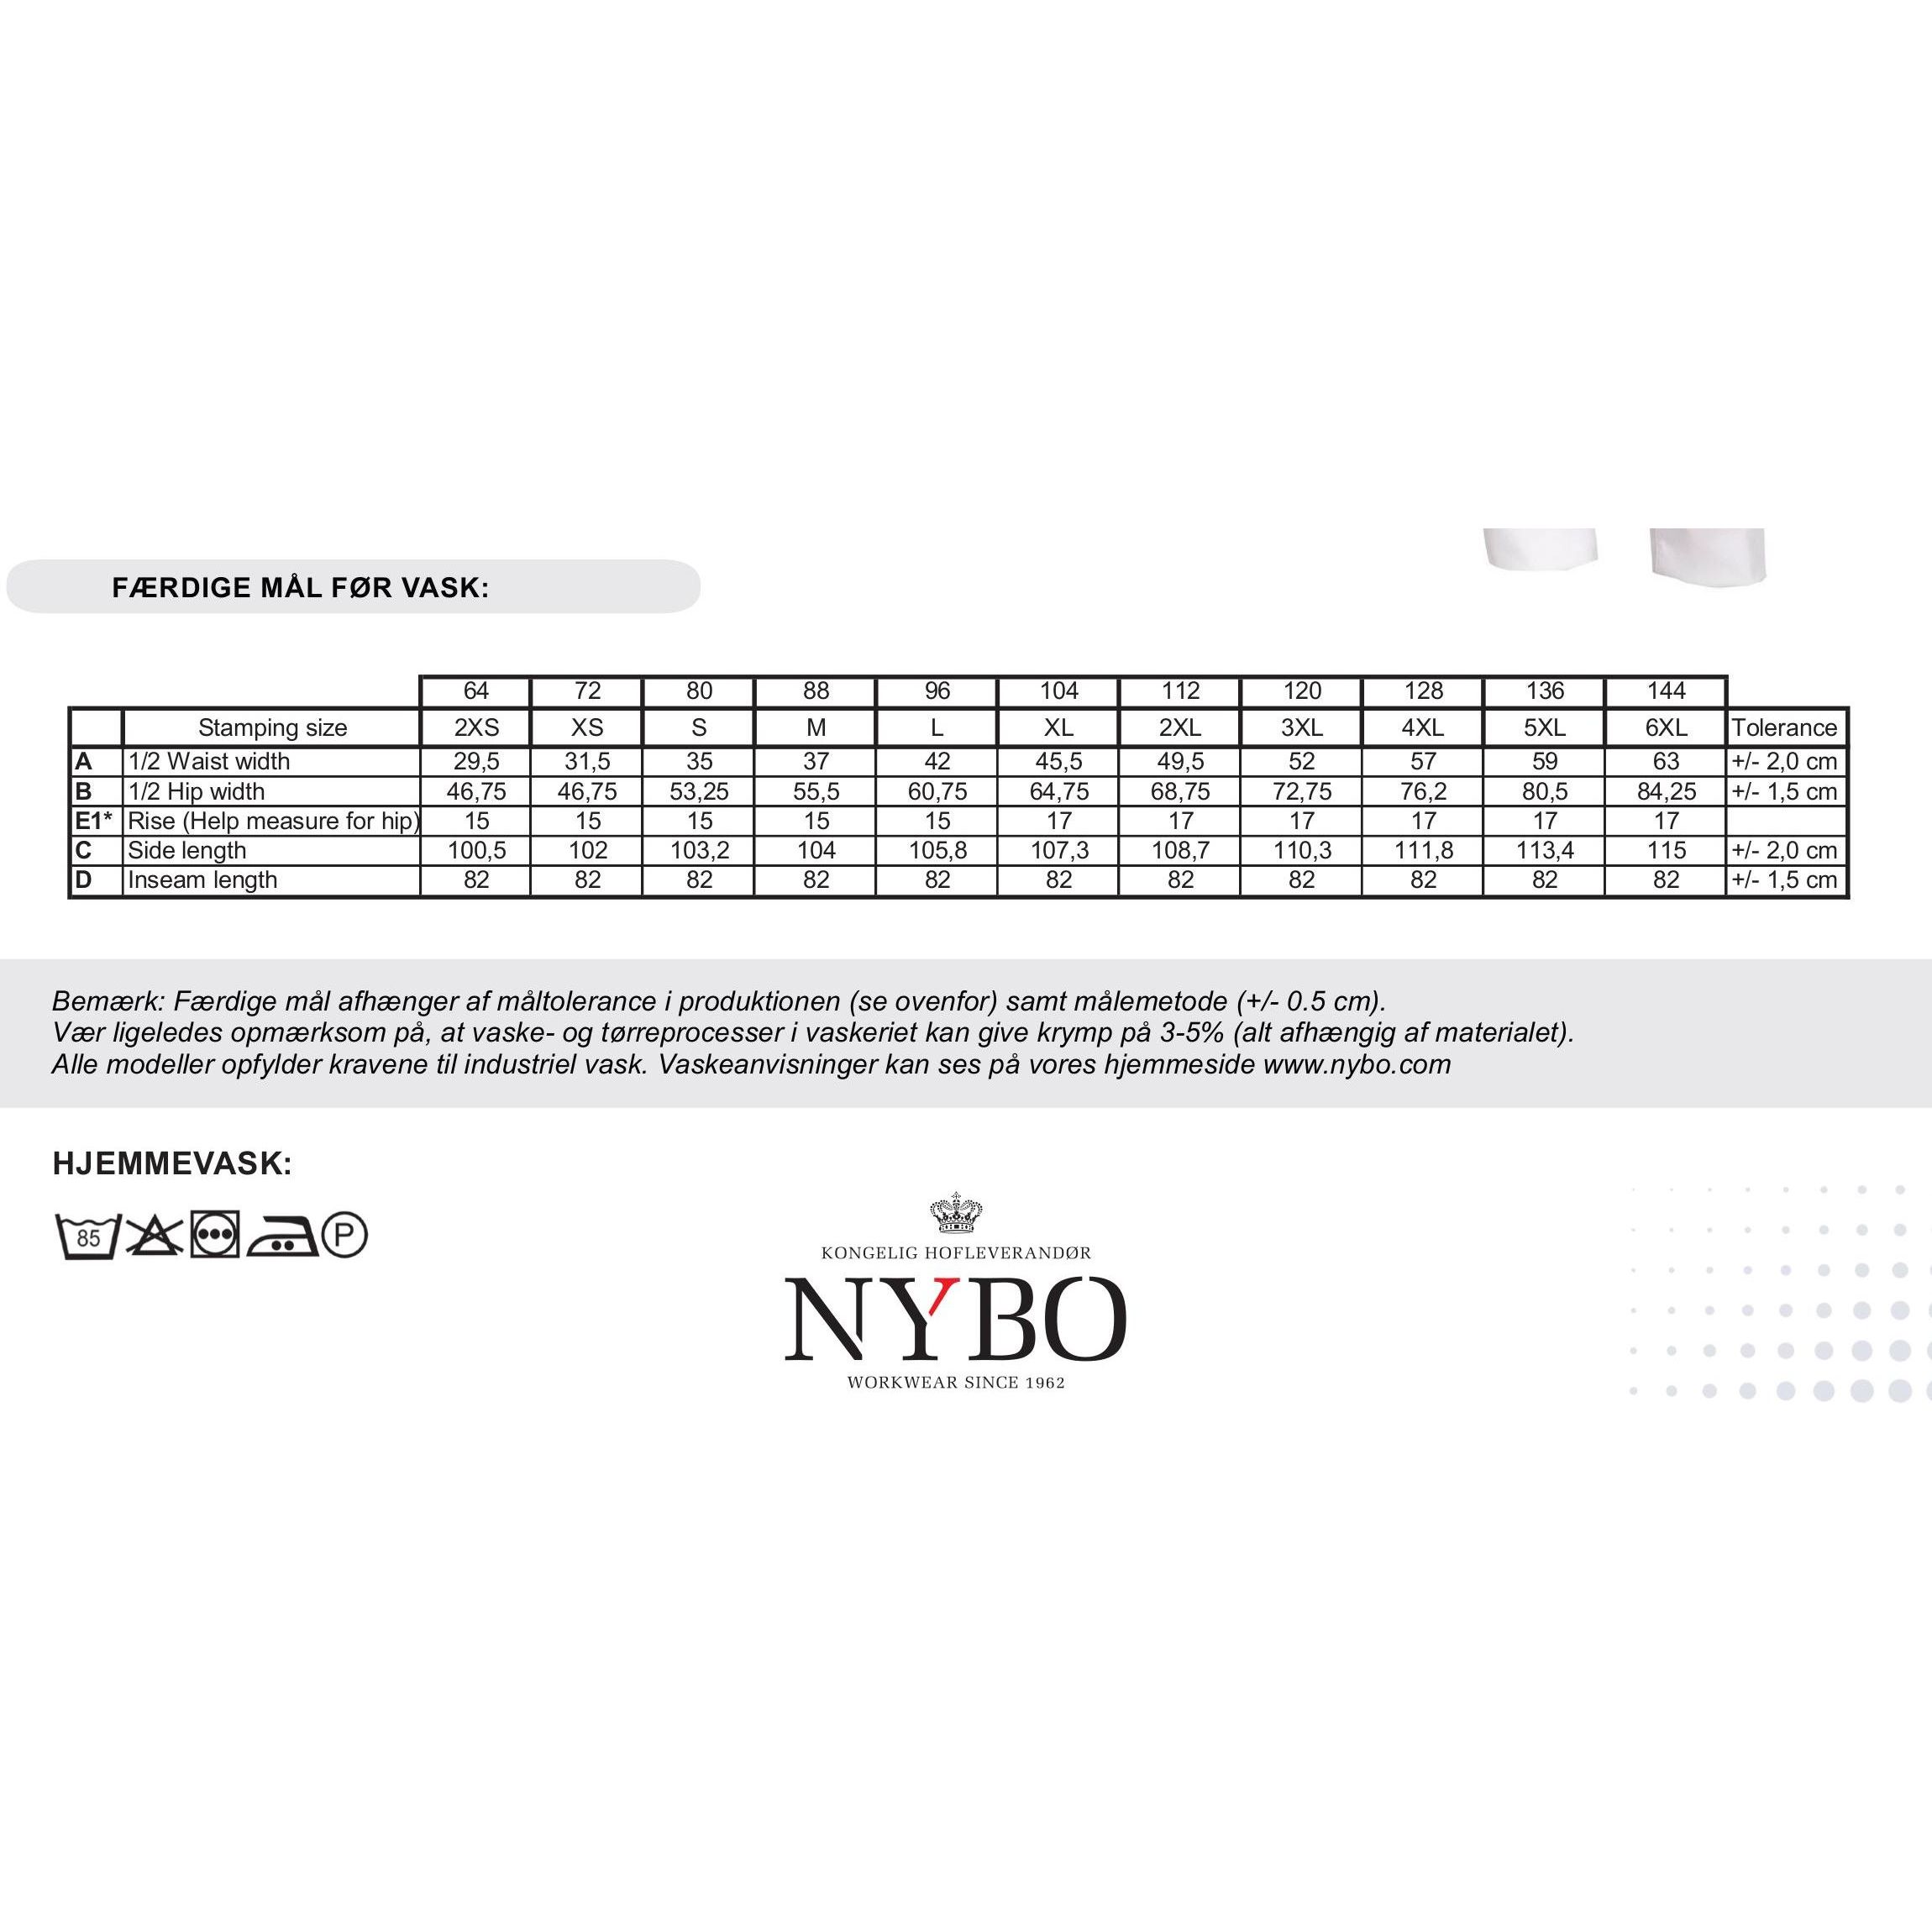 FÆRDIGE MÅL FØR VASK:
64 72 80 88 96 104 112 120 128 136 144
Stamping size 2XS XS S M L XL 2XL 3XL 4XL 5XL 6XL Tolerance
A 1/2 Waist width 29,5 31,5 35 37 42 45,5 49,5 52 57 59 63 +/- 2,0 cm
B 1/2 Hip width 46,75 46,75 53,25 55,5 60,75 64,75 68,75 72,75 76,2 80,5 84,25 +/- 1,5 cm
E1* Rise (Help measure for hip) 15 15 15 15 15 17 17 17 17 17 17
C Side length 100,5 102 103,2 104 105,8 107,3 108,7 110,3 111,8 113,4 115 +/- 2,0 cm
D Inseam length 82 82 82 82 82 82 82 82 82 82 82 +/- 1,5 cm
Bemærk: Færdige mål afhænger af måltolerance i produktionen (se ovenfor) samt målemetode (+/- 0.5 cm).
Vær ligeledes opmærksom på, at vaske- og tørreprocesser i vaskeriet kan give krymp på 3-5% (alt afhængig af materialet).
Alle modeller opfylder kravene til industriel vask. Vaskeanvisninger kan ses på vores hjemmeside www.nybo.com
HJEMMEVASK:
85 P
KONGELIG HOFLEVERANDØR
NYBO
WORKWEAR SINCE 1962